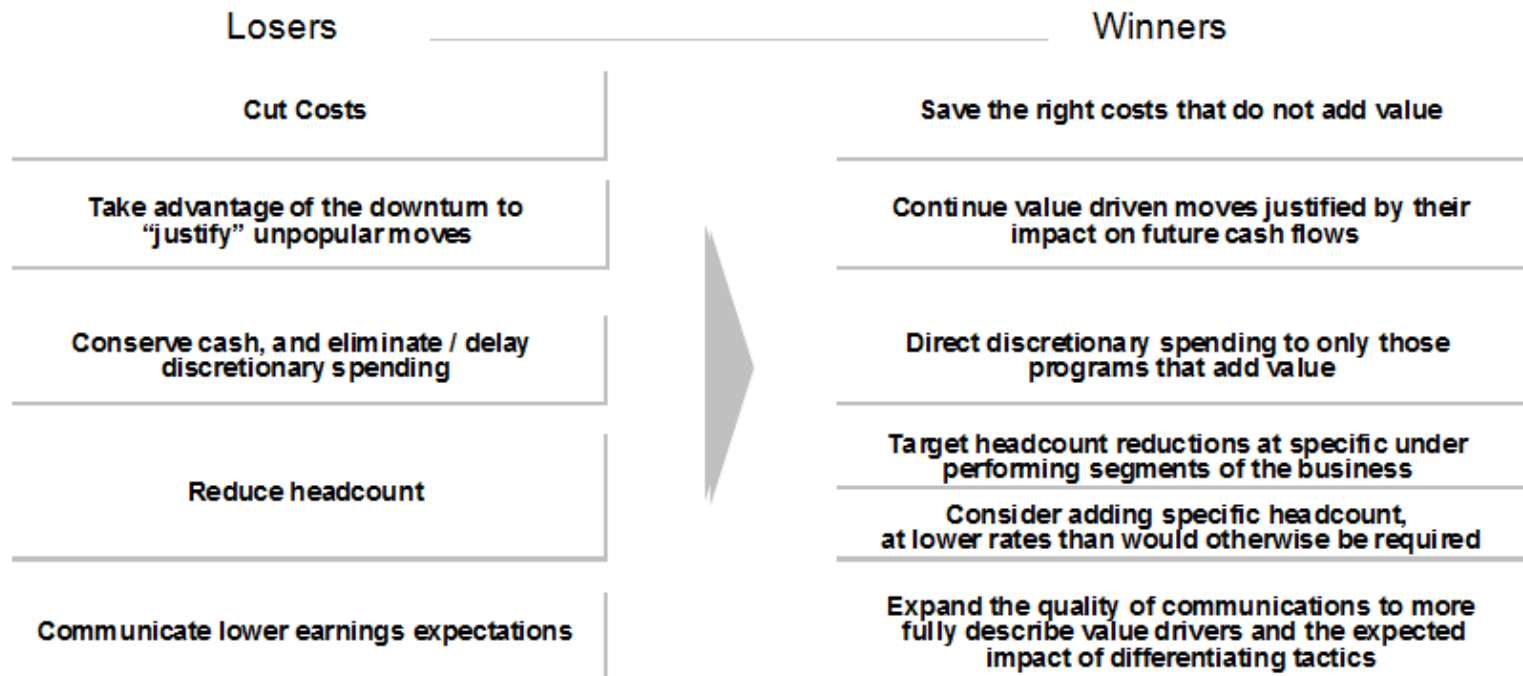 Losers
Winners
Cut Costs
Save the right costs that do not add value
Take advantage of the downturn to
“justify” unpopular moves
Continue value driven moves justified by their
impact on future cash flows
Conserve cash, and eliminate / delay
discretionary spending
Direct discretionary spending to only those
programs that add value
Reduce headcount
Target headcount reductions at specific under
performing segments of the business
Consider adding specific headcount,
at lower rates than would otherwise be required
Communicate lower earnings expectations
Expand the quality of communications to more
fully describe value drivers and the expected
impact of differentiating tactics